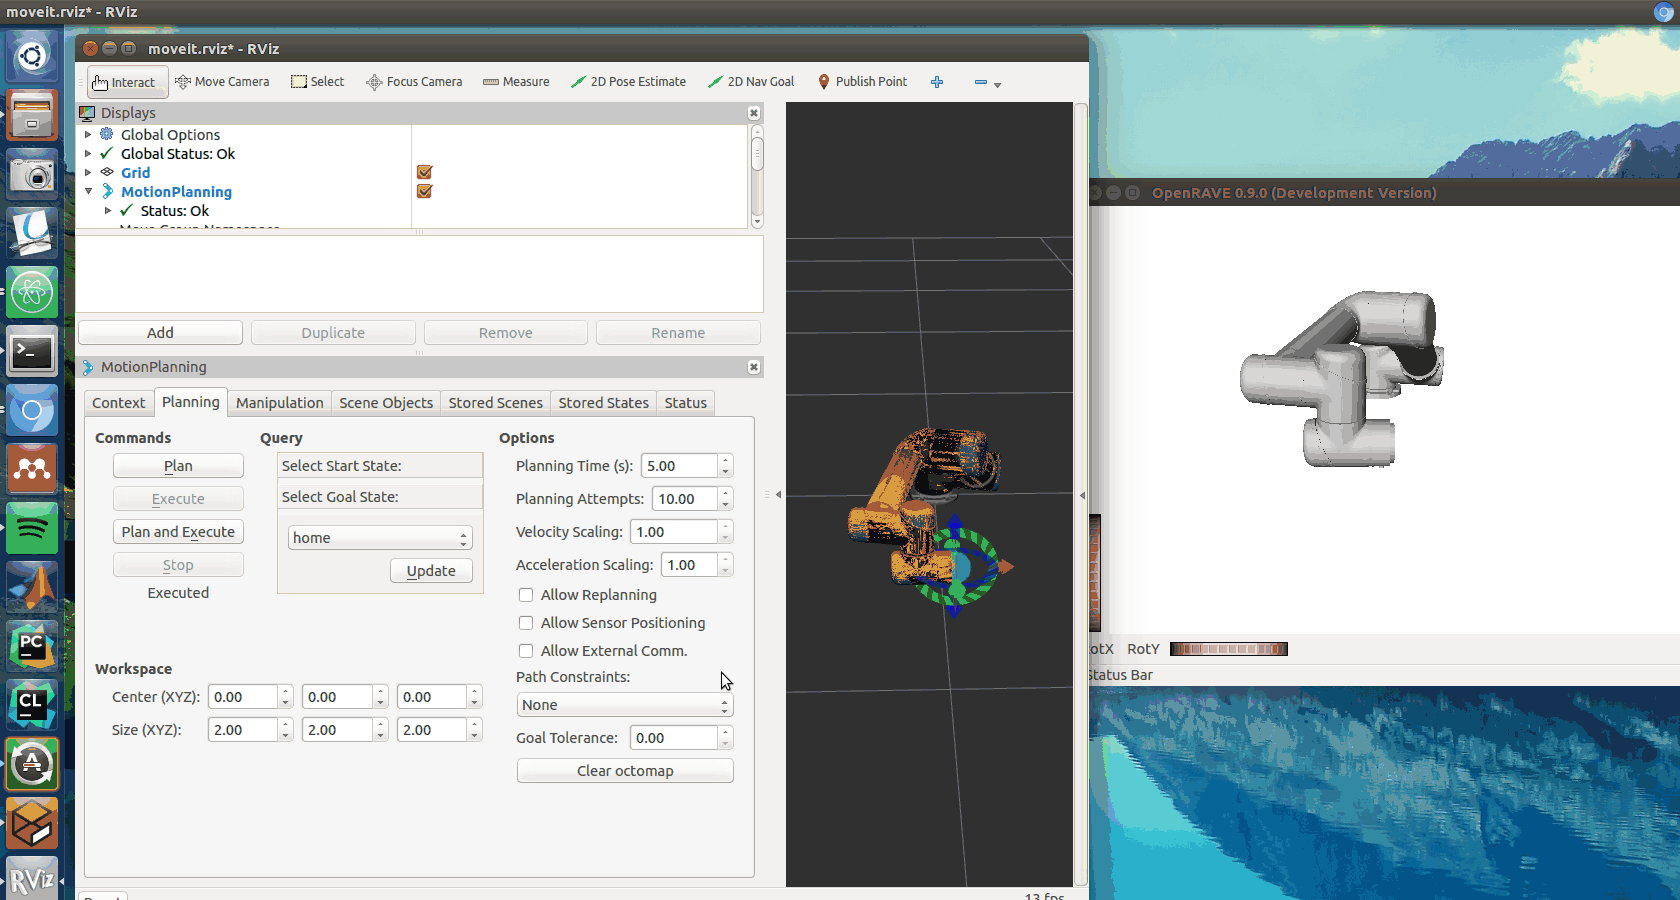 moveit.rviz* - RViz
moveit.rviz* - RViz
Interact Move Camera Select Focus Camera Measure 2D Pose Estimate 2D Nav Goal Publish Point
Displays
Global Options
Global Status: Ok
Grid
MotionPlanning
Status: Ok
Move Group Namespace
Add Duplicate Remove Rename
MotionPlanning
Context Planning Manipulation Scene Objects Stored Scenes Stored States Status
Commands Query Options
Plan Select Start State: Planning Time (s): 5.00
Execute Select Goal State: Planning Attempts: 10.00
Plan and Execute home Velocity Scaling: 1.00
Stop Update Acceleration Scaling: 1.00
Executed Allow Replanning
Allow Sensor Positioning
Allow External Comm.
Workspace Path Constraints:
Center (XYZ): 0.00 0.00 0.00 None
Size (XYZ): 2.00 2.00 2.00 Goal Tolerance: 0.00
Clear octomap
13 fps
OpenRAVE 0.9.0 (Development Version)
otX RotY
Status Bar
PC
CL
A
RViz